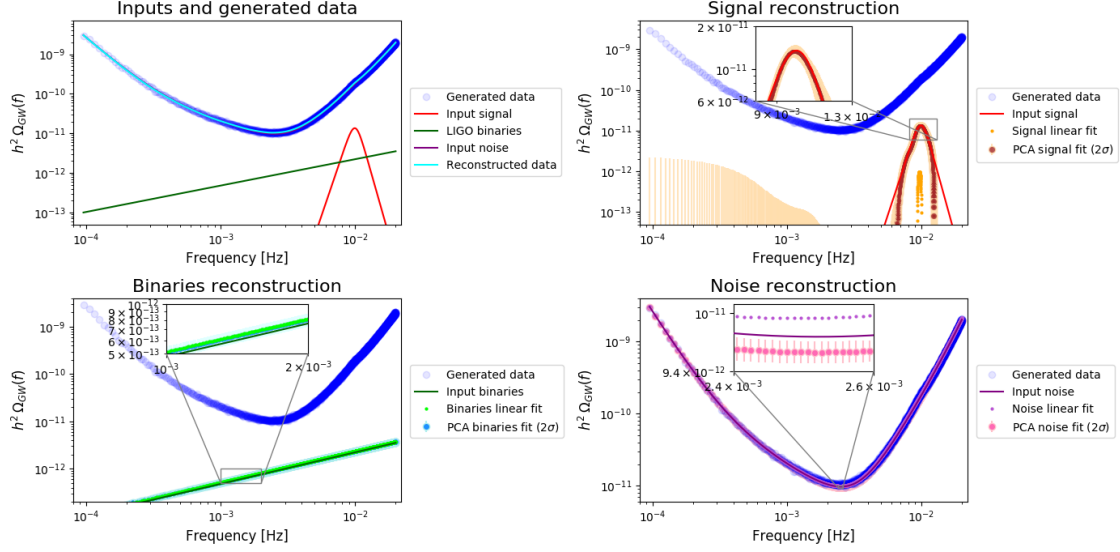 Inputs and generated data
10⁻⁹
10⁻¹⁰
10⁻¹¹
10⁻¹²
10⁻¹³
h² Ω_GW(f)
10⁻⁴
10⁻³
10⁻²
Frequency [Hz]
Generated data
Input signal
LIGO binaries
Input noise
Reconstructed data
Signal reconstruction
2 × 10⁻¹¹
10⁻¹¹
6 × 10⁻¹²
9 × 10⁻³
1.3 × 10⁻²
10⁻⁹
10⁻¹⁰
10⁻¹¹
10⁻¹²
10⁻¹³
h² Ω_GW(f)
10⁻⁴
10⁻³
10⁻²
Frequency [Hz]
Generated data
Input signal
Signal linear fit
PCA signal fit (2σ)
Binaries reconstruction
10⁻¹²
9 × 10⁻¹³
8 × 10⁻¹³
7 × 10⁻¹³
6 × 10⁻¹³
5 × 10⁻¹³
10⁻³
2 × 10⁻³
10⁻⁹
10⁻¹⁰
10⁻¹¹
10⁻¹²
h² Ω_GW(f)
10⁻⁴
10⁻³
10⁻²
Frequency [Hz]
Generated data
Input binaries
Binaries linear fit
PCA binaries fit (2σ)
Noise reconstruction
10⁻¹¹
9.4 × 10⁻¹²
2.4 × 10⁻³
2.6 × 10⁻³
10⁻⁹
10⁻¹⁰
10⁻¹¹
h² Ω_GW(f)
10⁻⁴
10⁻³
10⁻²
Frequency [Hz]
Generated data
Input noise
Noise linear fit
PCA noise fit (2σ)